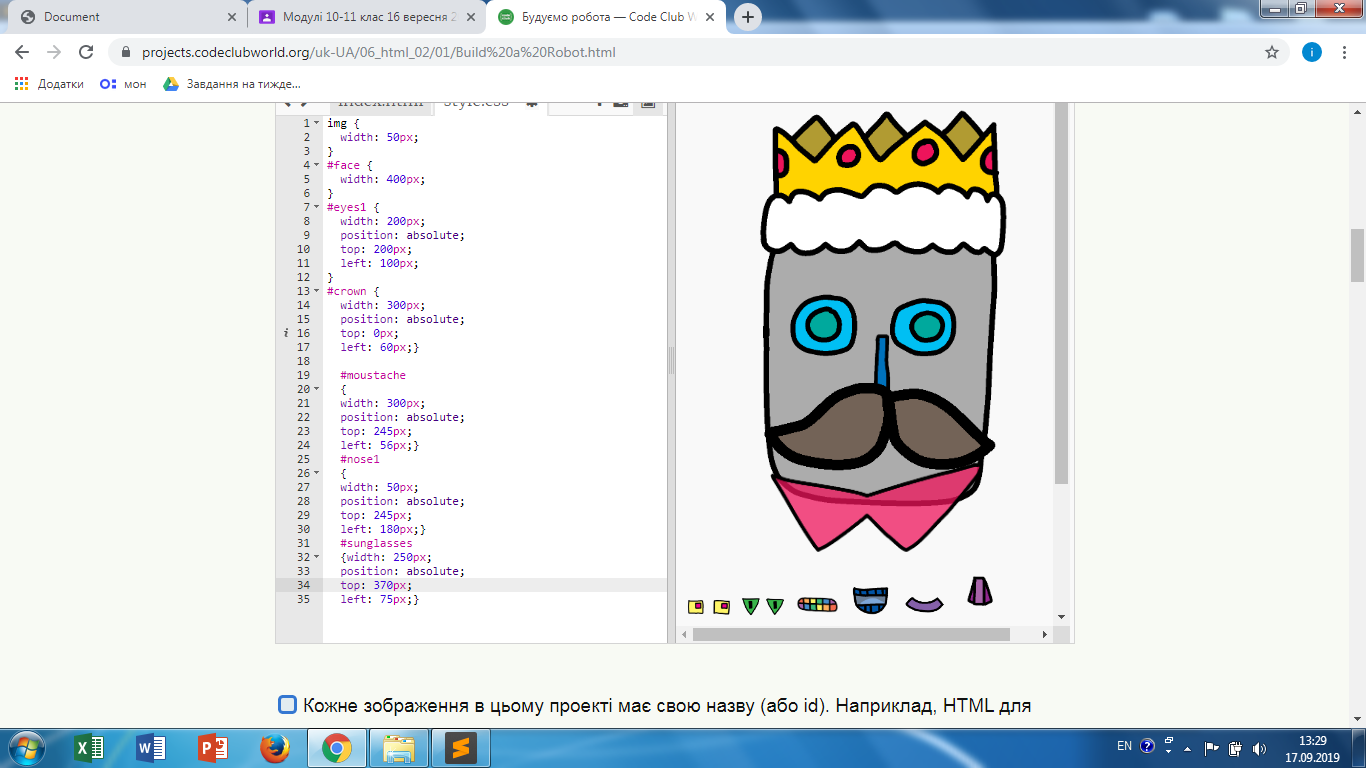 Document
Модулі 10-11 клас 16 вересня 2
Будуємо робота — Code Club W
projects.codeclubworld.org/uk-UA/06_html_02/01/Build%20a%20Robot.html
Додатки
мон
Завдання на тижде...
index.html
style.css
1 img {
2 width: 50px;
3 }
4 #face {
5 width: 400px;
6 }
7 #eyes1 {
8 width: 200px;
9 position: absolute;
10 top: 200px;
11 left: 100px;
12 }
13 #crown {
14 width: 300px;
15 position: absolute;
i 16 top: 0px;
17 left: 60px;}
18
19 #moustache
20 {
21 width: 300px;
22 position: absolute;
23 top: 245px;
24 left: 56px;}
25 #nose1
26 {
27 width: 50px;
28 position: absolute;
29 top: 245px;
30 left: 180px;}
31 #sunglasses
32 {width: 250px;
33 position: absolute;
34 top: 370px;
35 left: 75px;}
Кожне зображення в цьому проекті має свою назву (або id). Наприклад, HTML для
EN
13:29
17.09.2019